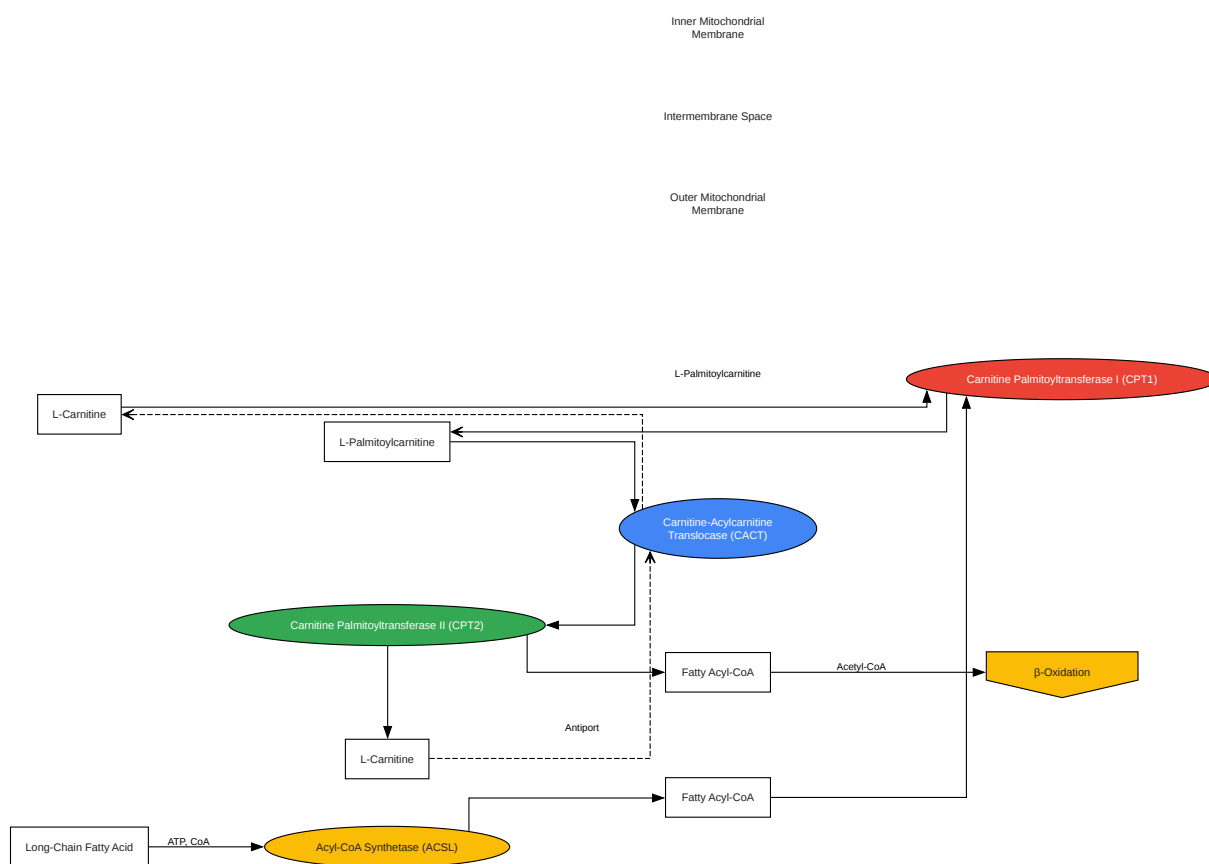 Inner Mitochondrial
Membrane
Intermembrane Space
Outer Mitochondrial
Membrane
L-Palmitoylcarnitine
Carnitine Palmitoyltransferase I (CPT1)
L-Carnitine
L-Palmitoylcarnitine
Carnitine-Acylcarnitine
Translocase (CACT)
Carnitine Palmitoyltransferase II (CPT2)
Fatty Acyl-CoA
Acetyl-CoA
β-Oxidation
Antiport
L-Carnitine
Fatty Acyl-CoA
Long-Chain Fatty Acid
ATP, CoA
Acyl-CoA Synthetase (ACSL)